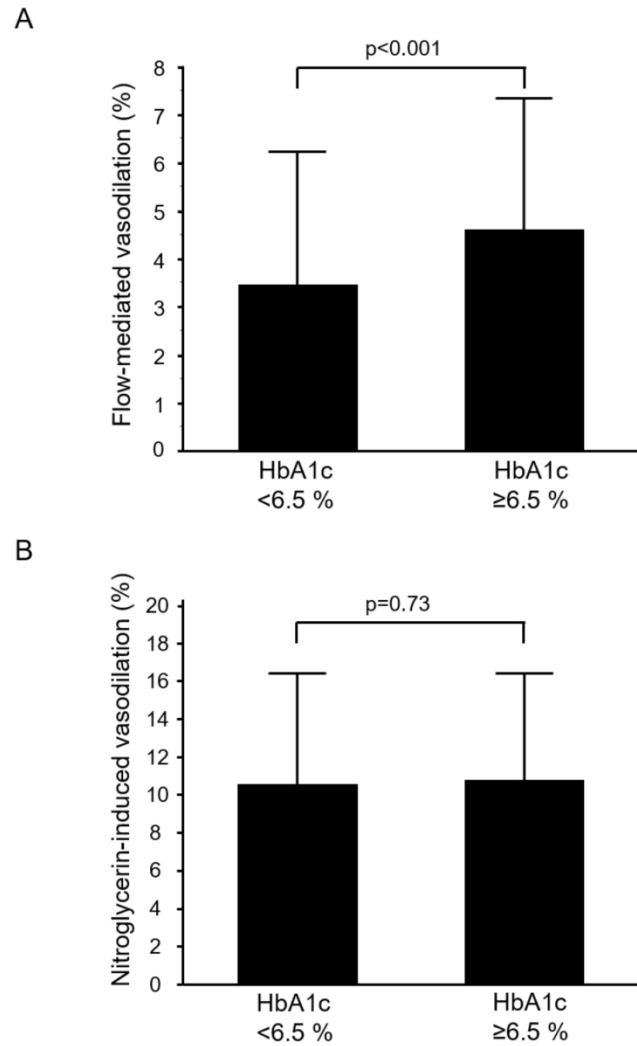 A
p<0.001
Flow-mediated vasodilation (%)
8
7
6
5
4
3
2
1
0
HbA1c
<6.5 %
HbA1c
≥6.5 %
B
p=0.73
Nitroglycerin-induced vasodilation (%)
20
18
16
14
12
10
8
6
4
2
0
HbA1c
<6.5 %
HbA1c
≥6.5 %